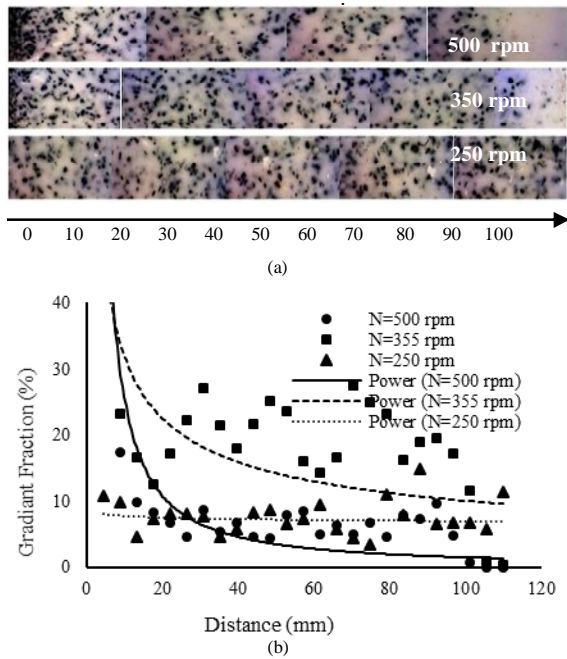 500 rpm
350 rpm
250 rpm
0 10 20 30 40 50 60 70 80 90 100
(a)
40
30
20
10
0
Gradiant Fraction (%)
N=500 rpm
N=355 rpm
N=250 rpm
Power (N=500 rpm)
Power (N=355 rpm)
Power (N=250 rpm)
0 20 40 60 80 100 120
Distance (mm)
(b)